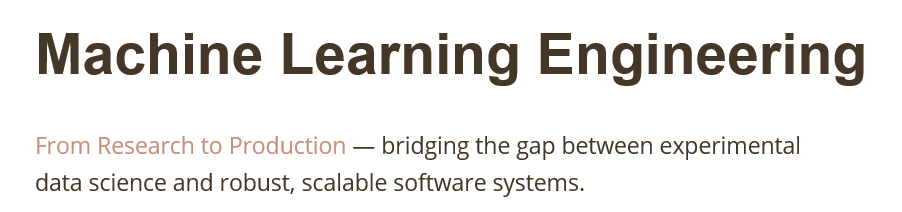 Machine Learning Engineering
From Research to Production — bridging the gap between experimental
data science and robust, scalable software systems.